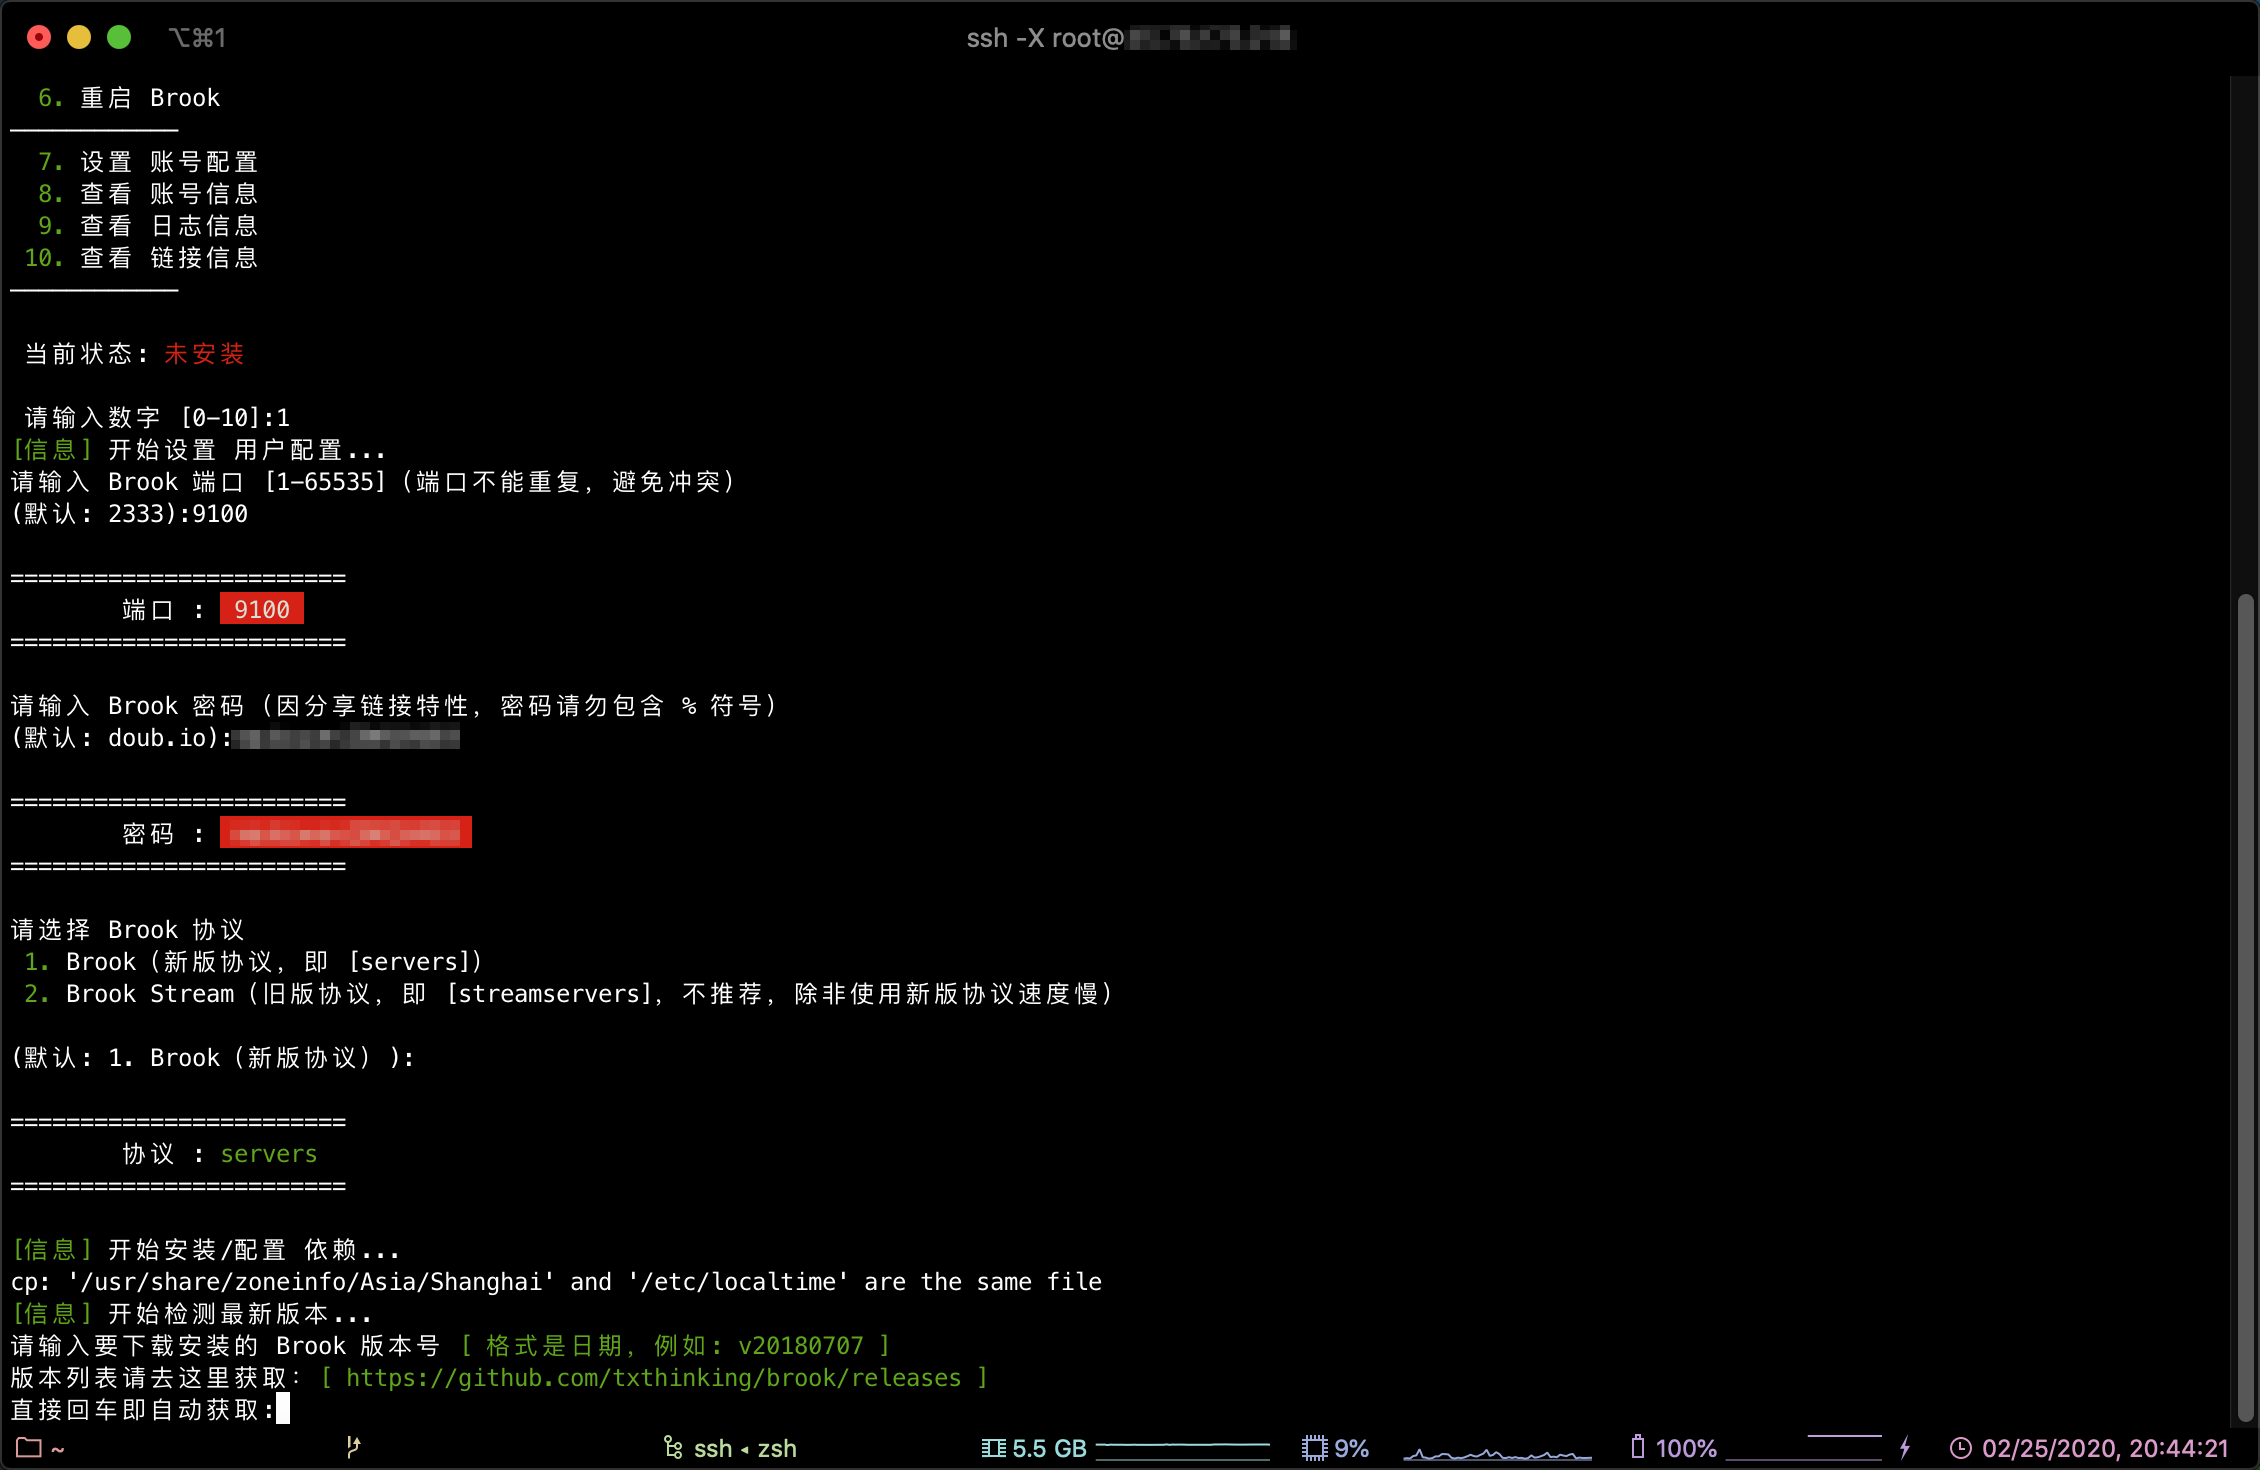 ⌥⌘1
ssh -X root@
6. 重启 Brook
————————————
7. 设置 账号配置
8. 查看 账号信息
9. 查看 日志信息
10. 查看 链接信息
————————————
当前状态: 未安装
请输入数字 [0-10]:1
[信息] 开始设置 用户配置...
请输入 Brook 端口 [1-65535]（端口不能重复, 避免冲突）
(默认: 2333):9100
========================
端口 : 9100
========================
请输入 Brook 密码（因分享链接特性, 密码请勿包含 % 符号）
(默认: doub.io):
========================
密码 :
========================
请选择 Brook 协议
1. Brook（新版协议, 即 [servers]）
2. Brook Stream（旧版协议, 即 [streamservers], 不推荐, 除非使用新版协议速度慢）
(默认: 1. Brook（新版协议）):
========================
协议 : servers
========================
[信息] 开始安装/配置 依赖...
cp: '/usr/share/zoneinfo/Asia/Shanghai' and '/etc/localtime' are the same file
[信息] 开始检测最新版本...
请输入要下载安装的 Brook 版本号 [ 格式是日期, 例如: v20180707 ]
版本列表请去这里获取: [ https://github.com/txthinking/brook/releases ]
直接回车即自动获取:
~ ssh ◂ zsh 5.5 GB 9% 100% 02/25/2020, 20:44:21